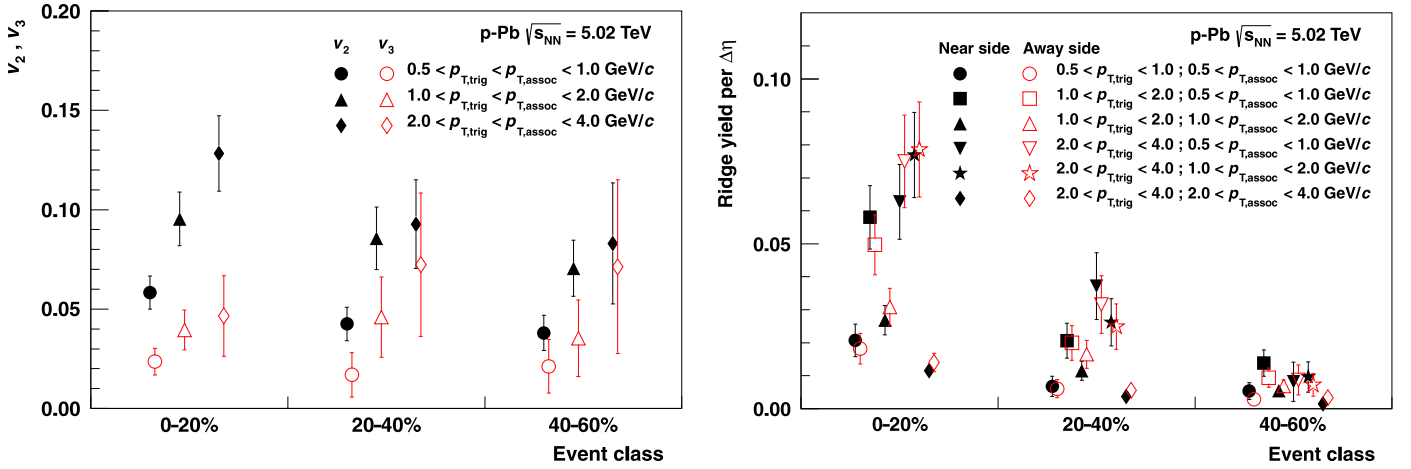 v2 , v3
0.20
0.15
0.10
0.05
0.00
p-Pb √sNN = 5.02 TeV
v2 v3
0.5 < pT,trig < pT,assoc < 1.0 GeV/c
1.0 < pT,trig < pT,assoc < 2.0 GeV/c
2.0 < pT,trig < pT,assoc < 4.0 GeV/c
0–20% 20–40% 40–60%
Event class
Ridge yield per Δη
0.10
0.05
0.00
p-Pb √sNN = 5.02 TeV
Near side Away side
0.5 < pT,trig < 1.0 ; 0.5 < pT,assoc < 1.0 GeV/c
1.0 < pT,trig < 2.0 ; 0.5 < pT,assoc < 1.0 GeV/c
1.0 < pT,trig < 2.0 ; 1.0 < pT,assoc < 2.0 GeV/c
2.0 < pT,trig < 4.0 ; 0.5 < pT,assoc < 1.0 GeV/c
2.0 < pT,trig < 4.0 ; 1.0 < pT,assoc < 2.0 GeV/c
2.0 < pT,trig < 4.0 ; 2.0 < pT,assoc < 4.0 GeV/c
0–20% 20–40% 40–60%
Event class